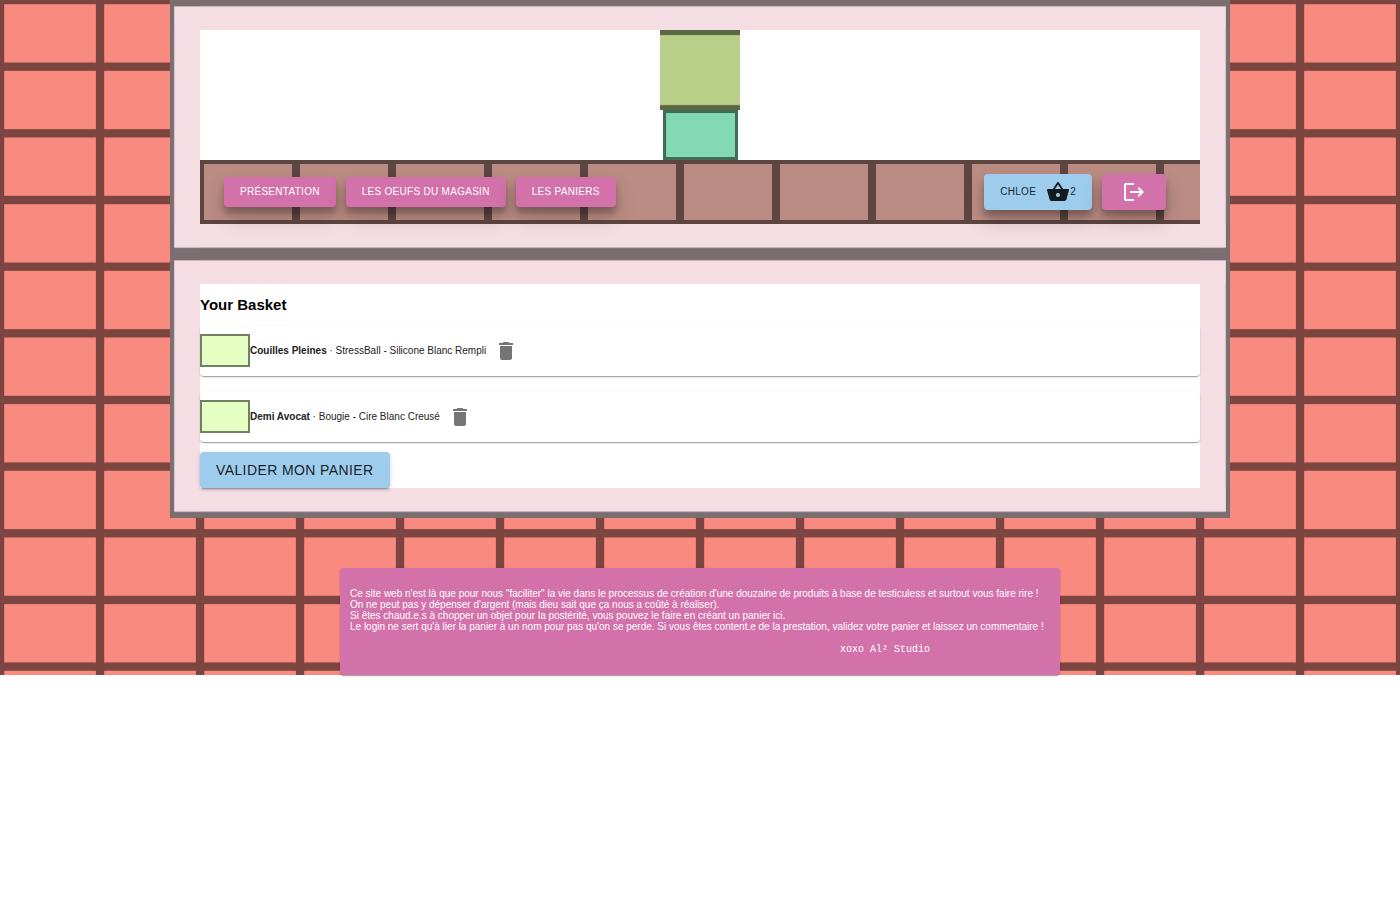 PRÉSENTATION LES OEUFS DU MAGASIN LES PANIERS CHLOE 2
Your Basket
Couilles Pleines · StressBall - Silicone Blanc Rempli
Demi Avocat · Bougie - Cire Blanc Creusé
VALIDER MON PANIER
Ce site web n'est là que pour nous "faciliter" la vie dans le processus de création d'une douzaine de produits à base de testiculess et surtout vous faire rire !
On ne peut pas y dépenser d'argent (mais dieu sait que ça nous a coûté à réaliser).
Si êtes chaud.e.s à chopper un objet pour la postérité, vous pouvez le faire en créant un panier ici.
Le login ne sert qu'à lier la panier à un nom pour pas qu'on se perde. Si vous êtes content.e de la prestation, validez votre panier et laissez un commentaire !
xoxo Al² Studio